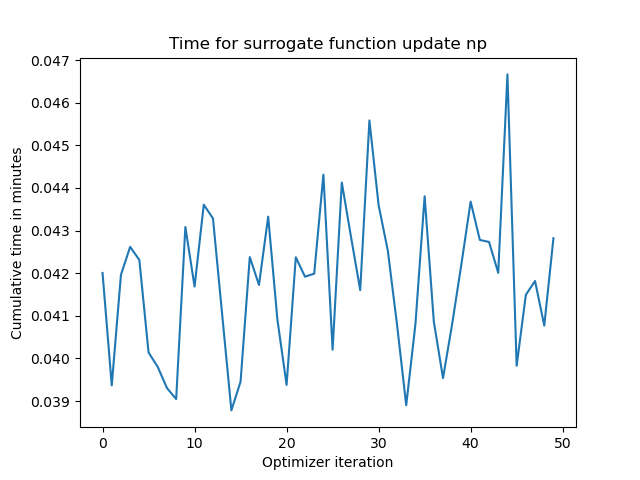 Time for surrogate function update np
Cumulative time in minutes
0.047
0.046
0.045
0.044
0.043
0.042
0.041
0.040
0.039
0 10 20 30 40 50
Optimizer iteration